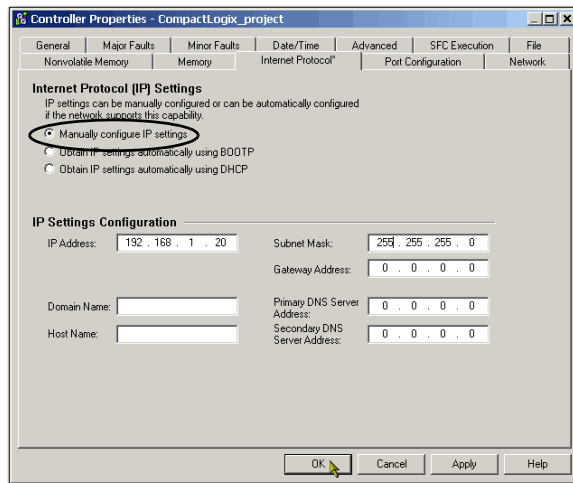 Controller Properties - CompactLogix_project
General Major Faults Minor Faults Date/Time Advanced SFC Execution File
Nonvolatile Memory Memory Internet Protocol* Port Configuration Network
Internet Protocol (IP) Settings
IP settings can be manually configured or can be automatically configured
if the network supports this capability.
Manually configure IP settings
Obtain IP settings automatically using BOOTP
Obtain IP settings automatically using DHCP
IP Settings Configuration
IP Address: 192 . 168 . 1 . 20 Subnet Mask: 255 . 255 . 255 . 0
Gateway Address: 0 . 0 . 0 . 0
Domain Name: Primary DNS Server
Address: 0 . 0 . 0 . 0
Host Name: Secondary DNS
Server Address: 0 . 0 . 0 . 0
OK Cancel Apply Help